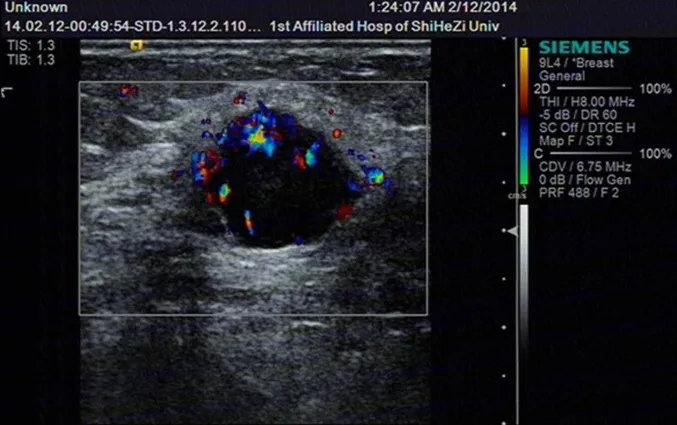 Unknown 1:24:07 AM 2/12/2014
14.02.12-00:49:54-STD-1.3.12.2.110... 1st Affiliated Hosp of ShiHeZi Univ
TIS: 1.3
TIB: 1.3
SIEMENS
9L4 / *Breast
General
2D 100%
THI / H8.00 MHz
-5 dB / DR 60
SC Off / DTCE H
Map F / ST 3
C 100%
CDV / 6.75 MHz
0 dB / Flow Gen
PRF 488 / F 2
3
3
cm/s